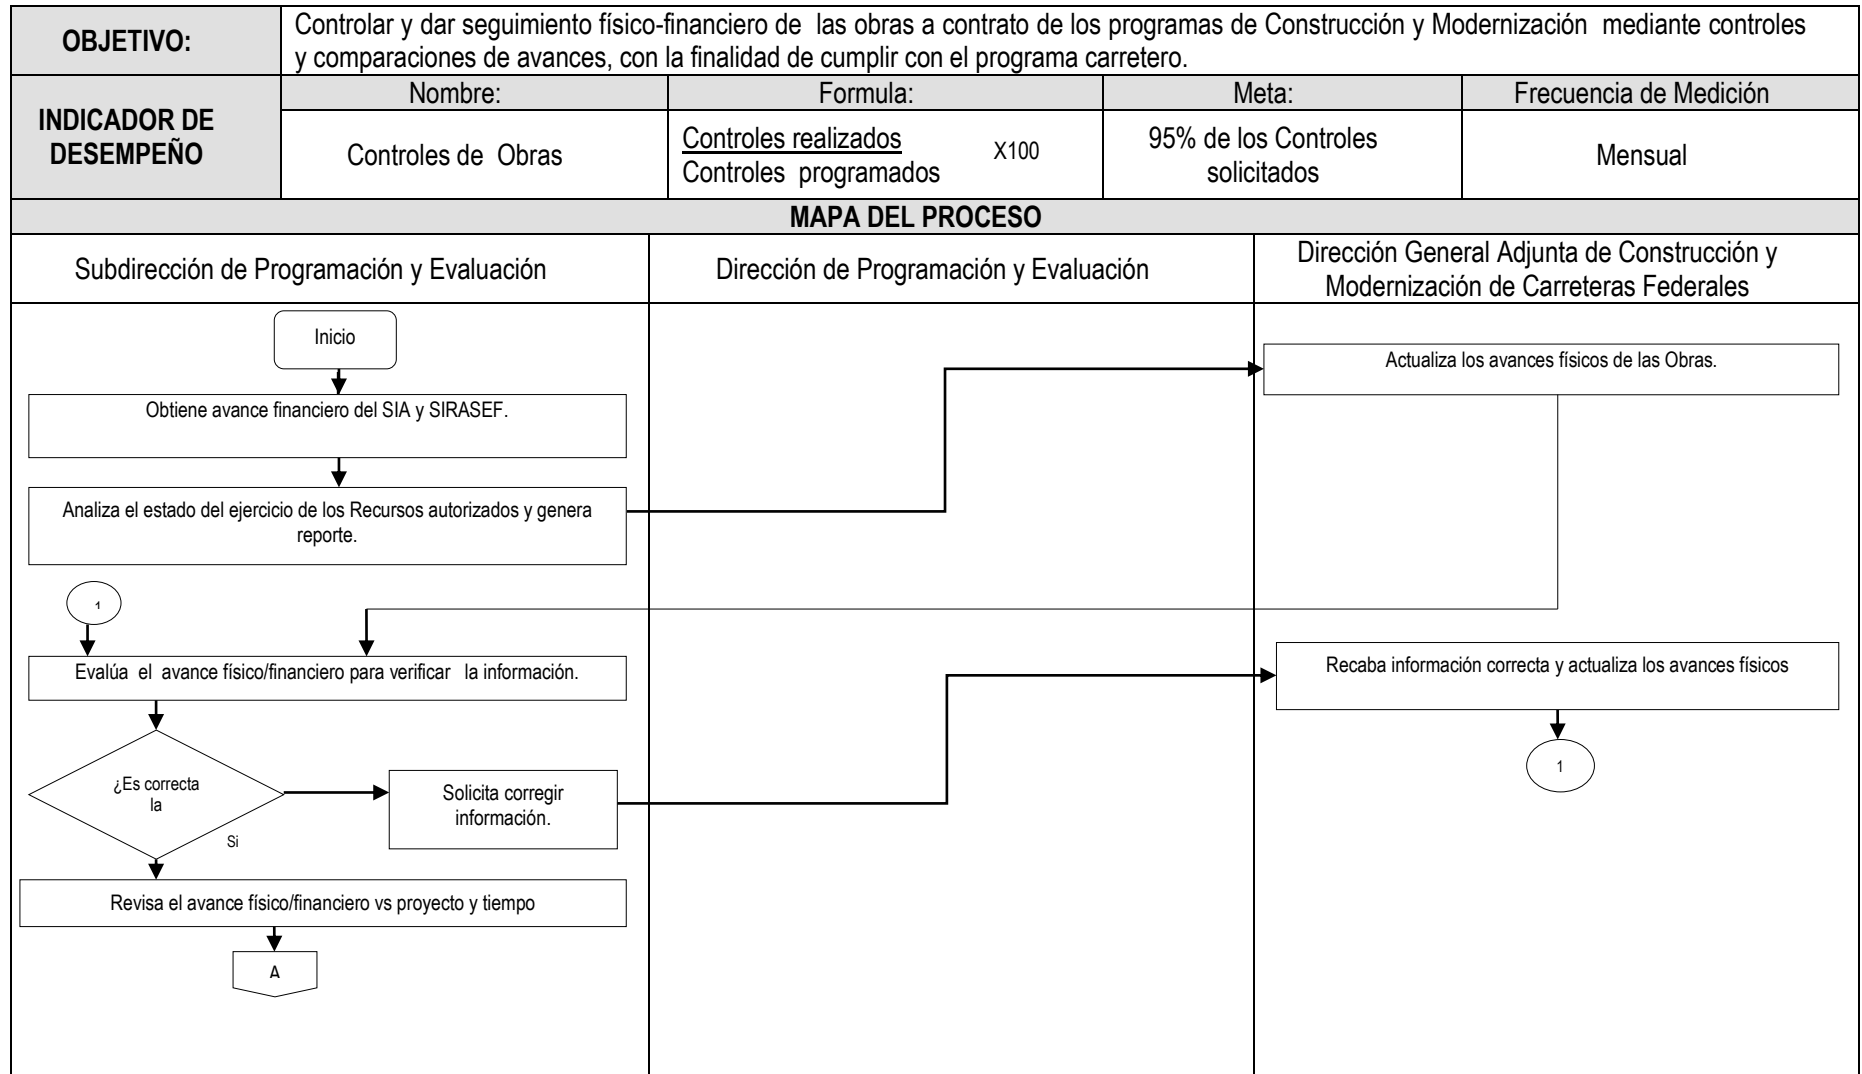 OBJETIVO:
Controlar y dar seguimiento físico-financiero de las obras a contrato de los programas de Construcción y Modernización mediante controles
y comparaciones de avances, con la finalidad de cumplir con el programa carretero.
INDICADOR DE
DESEMPEÑO
Nombre:
Formula:
Meta:
Frecuencia de Medición
Controles de Obras
Controles realizados
Controles programados
X100
95% de los Controles
solicitados
Mensual
MAPA DEL PROCESO
Subdirección de Programación y Evaluación
Dirección de Programación y Evaluación
Dirección General Adjunta de Construcción y
Modernización de Carreteras Federales
Inicio
Actualiza los avances físicos de las Obras.
Obtiene avance financiero del SIA y SIRASEF.
Analiza el estado del ejercicio de los Recursos autorizados y genera
reporte.
1
Evalúa el avance físico/financiero para verificar la información.
Recaba información correcta y actualiza los avances físicos
¿Es correcta
la
Solicita corregir
información.
1
Si
Revisa el avance físico/financiero vs proyecto y tiempo
A